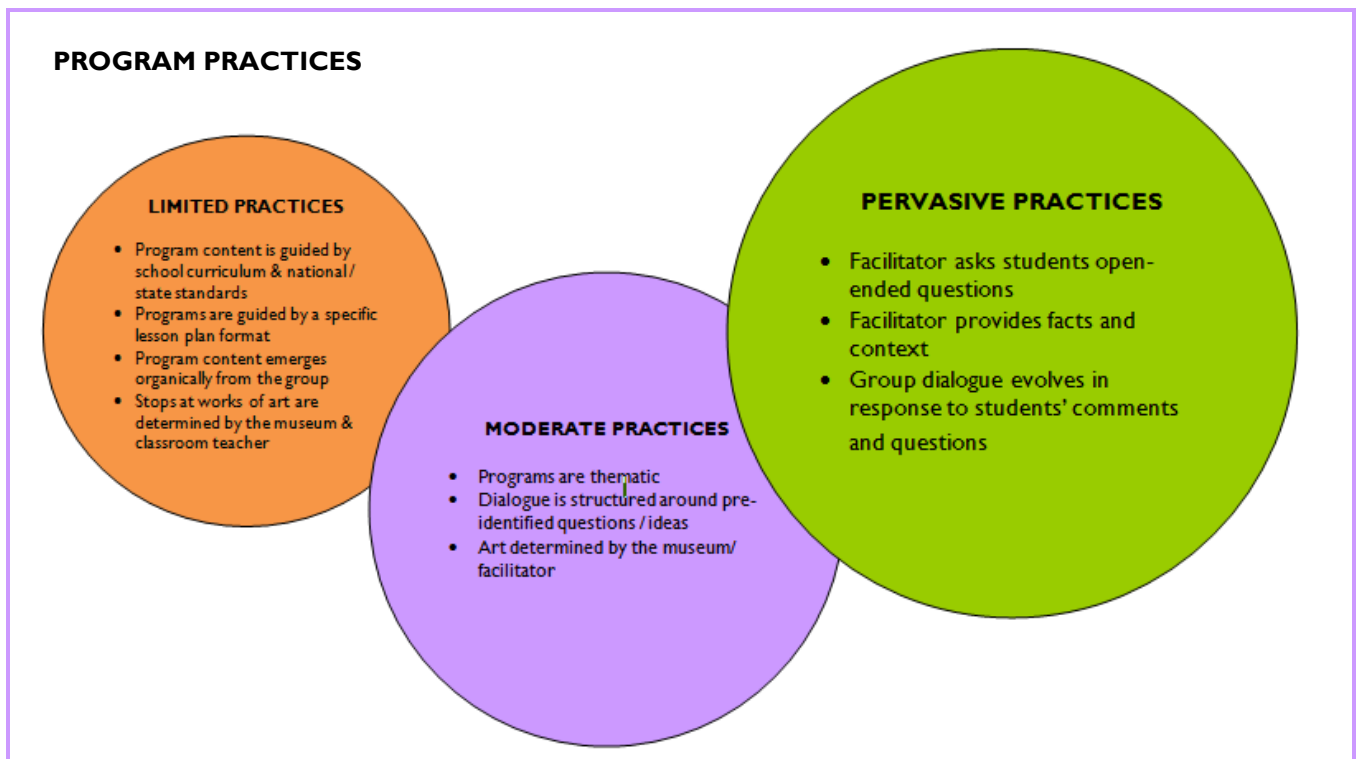 PROGRAM PRACTICES
LIMITED PRACTICES
• Program content is guided by
school curriculum & national/
state standards
• Programs are guided by a specific
lesson plan format
• Program content emerges
organically from the group
• Stops at works of art are
determined by the museum &
classroom teacher
MODERATE PRACTICES
• Programs are thematic
• Dialogue is structured around pre-
identified questions / ideas
• Art determined by the museum/
facilitator
PERVASIVE PRACTICES
• Facilitator asks students open-
ended questions
• Facilitator provides facts and
context
• Group dialogue evolves in
response to students’ comments
and questions